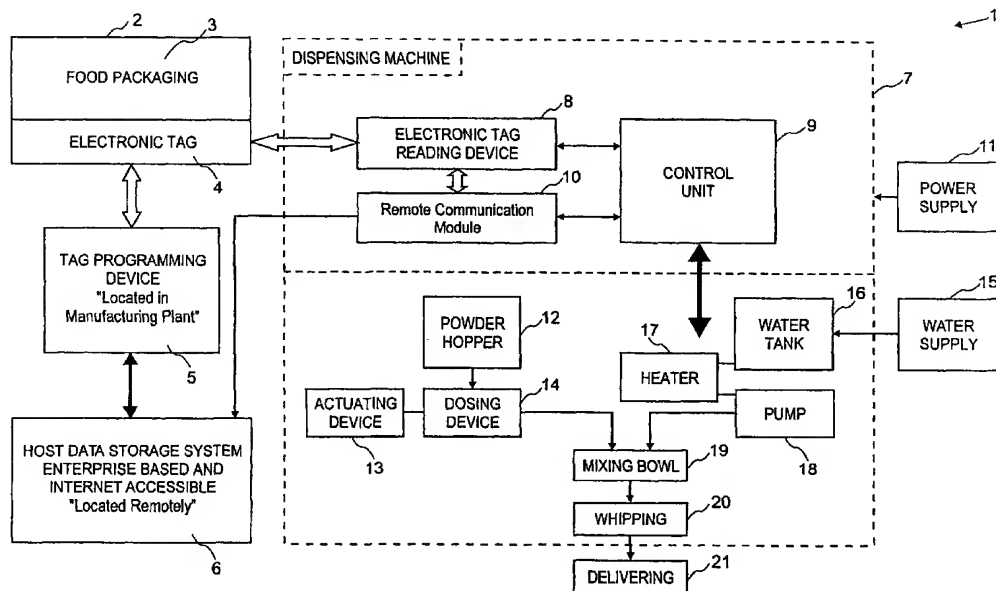 1
2
3
FOOD PACKAGING
ELECTRONIC TAG
4
TAG PROGRAMMING
DEVICE
"Located in
Manufacturing Plant"
5
HOST DATA STORAGE SYSTEM
ENTERPRISE BASED AND
INTERNET ACCESSIBLE
"Located Remotely"
6
DISPENSING MACHINE
7
8
ELECTRONIC TAG
READING DEVICE
9
CONTROL
UNIT
10
Remote Communication
Module
11
POWER
SUPPLY
12
POWDER
HOPPER
ACTUATING
DEVICE
13
14
DOSING
DEVICE
15
WATER
SUPPLY
16
WATER
TANK
17
HEATER
PUMP
18
MIXING BOWL
19
WHIPPING
20
DELIVERING
21